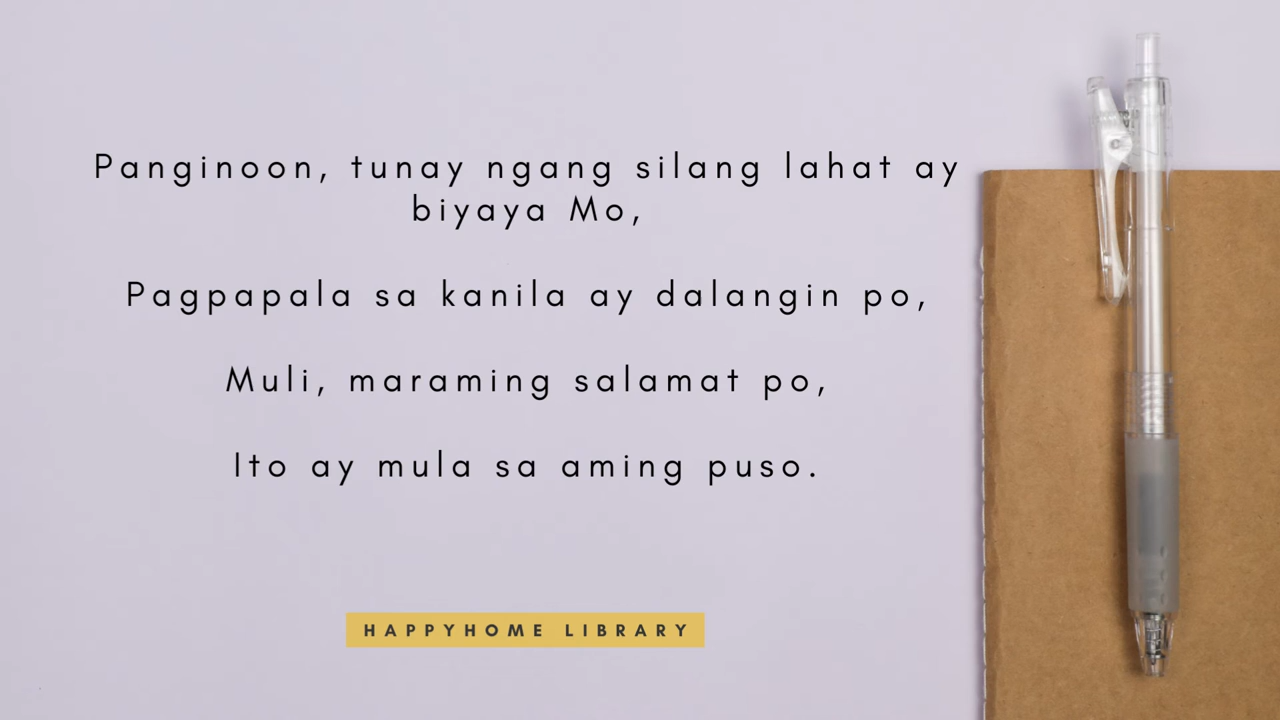 Panginoon, tunay ngang silang lahat ay
biyaya Mo,
Pagpapala sa kanila ay dalangin po,
Muli, maraming salamat po,
Ito ay mula sa aming puso.
HAPPYHOME LIBRARY